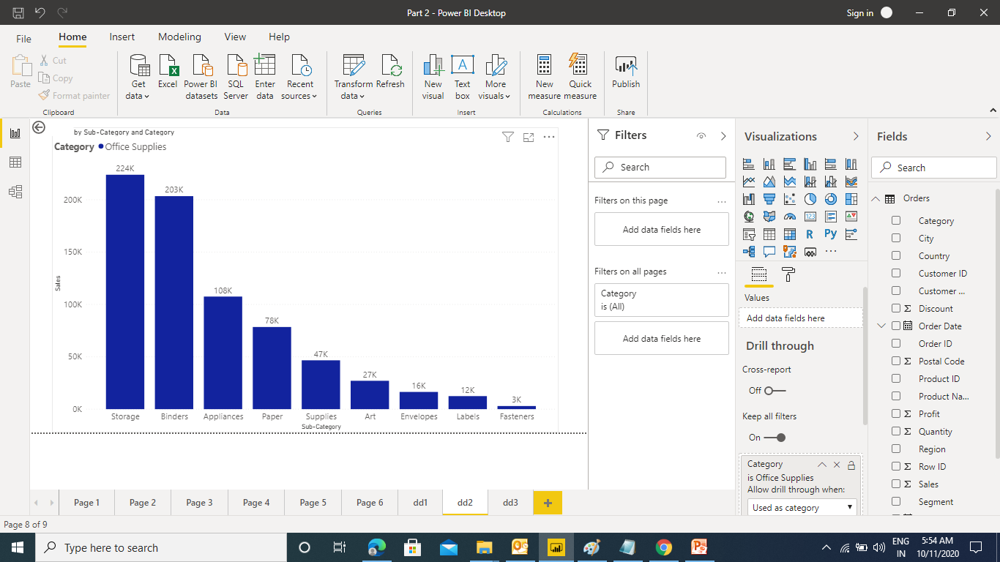 Part 2 - Power BI Desktop
Sign in
File Home Insert Modeling View Help
Paste
Cut
Copy
Format painter
Clipboard
Get data
Excel
Power BI datasets
SQL Server
Enter data
Recent sources
Data
Transform data
Refresh
Queries
New visual
Text box
More visuals
Insert
New measure
Quick measure
Calculations
Publish
Share
by Sub-Category and Category
Category Office Supplies
Sales
200K
150K
100K
50K
0K
224K
203K
108K
78K
47K
27K
16K
12K
3K
Storage Binders Appliances Paper Supplies Art Envelopes Labels Fasteners
Sub-Category
Filters
Search
Filters on this page ...
Add data fields here
Filters on all pages ...
Category
is (All)
Add data fields here
Visualizations
123
R
Py
...
Values
Add data fields here
Drill through
Cross-report
Off
Keep all filters
On
Category
is Office Supplies
Allow drill through when:
Used as category
Fields
Search
Orders
Category
City
Country
Customer ID
Customer ...
Σ Discount
Order Date
Order ID
Σ Postal Code
Product ID
Product Na...
Σ Profit
Σ Quantity
Region
Σ Row ID
Σ Sales
Segment
Page 1 Page 2 Page 3 Page 4 Page 5 Page 6 dd1 dd2 dd3 +
Page 8 of 9
Type here to search
ENG
IN
5:54 AM
10/11/2020